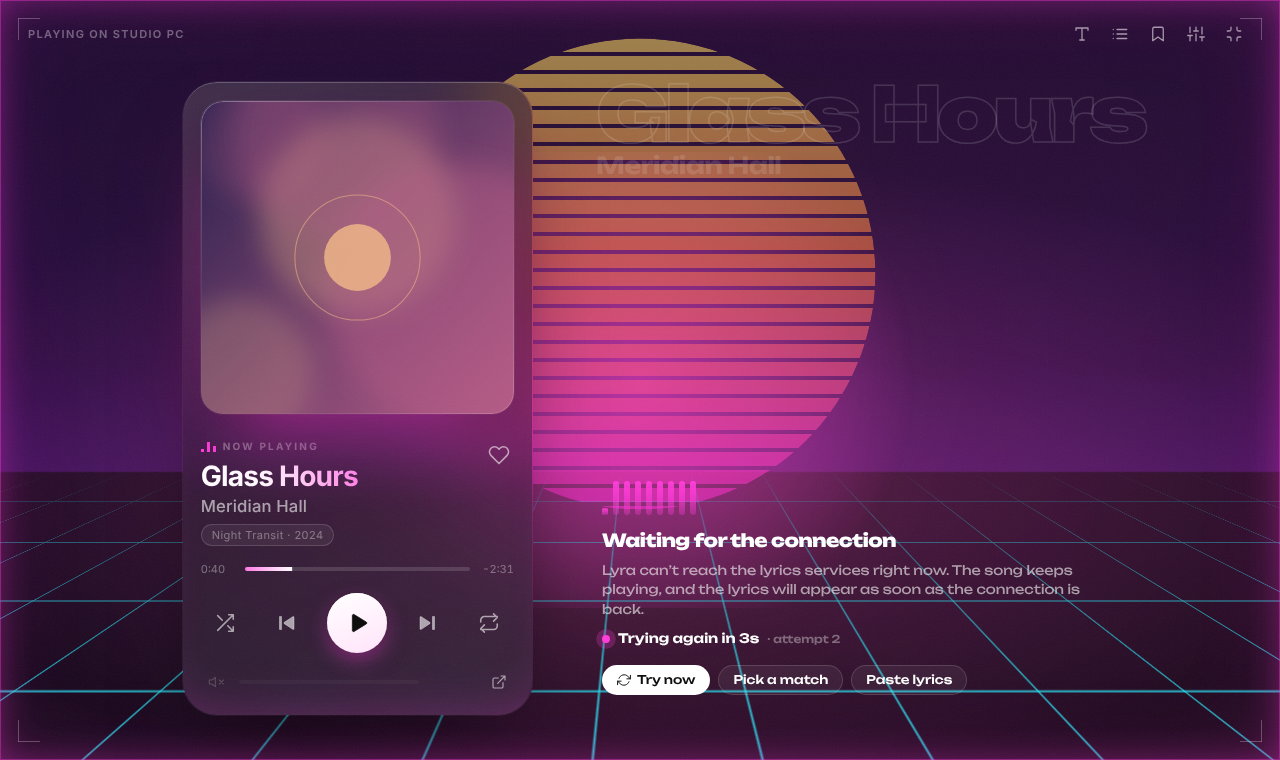 PLAYING ON STUDIO PC
Glass Hours
Meridian Hall
NOW PLAYING
Glass Hours
Meridian Hall
Night Transit · 2024
0:40
-2:31
Waiting for the connection
Lyra can't reach the lyrics services right now. The song keeps
playing, and the lyrics will appear as soon as the connection is
back.
Trying again in 3s · attempt 2
Try now
Pick a match
Paste lyrics